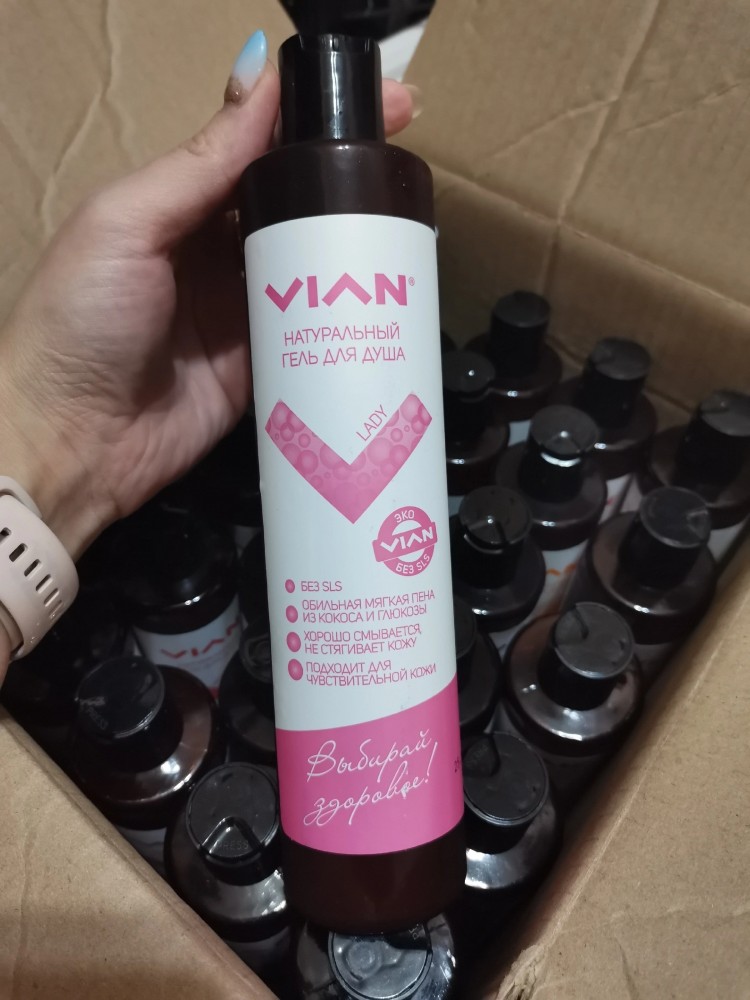 VIAN®
НАТУРАЛЬНЫЙ
ГЕЛЬ ДЛЯ ДУША
LADY
ЭКО
VIAN
БЕЗ SLS
БЕЗ SLS
ОБИЛЬНАЯ МЯГКАЯ ПЕНА
ИЗ КОКОСА И ГЛЮКОЗЫ
ХОРОШО СМЫВАЕТСЯ,
НЕ СТЯГИВАЕТ КОЖУ
ПОДХОДИТ ДЛЯ
ЧУВСТВИТЕЛЬНОЙ КОЖИ
Выбирай
здоровое!
VIAN